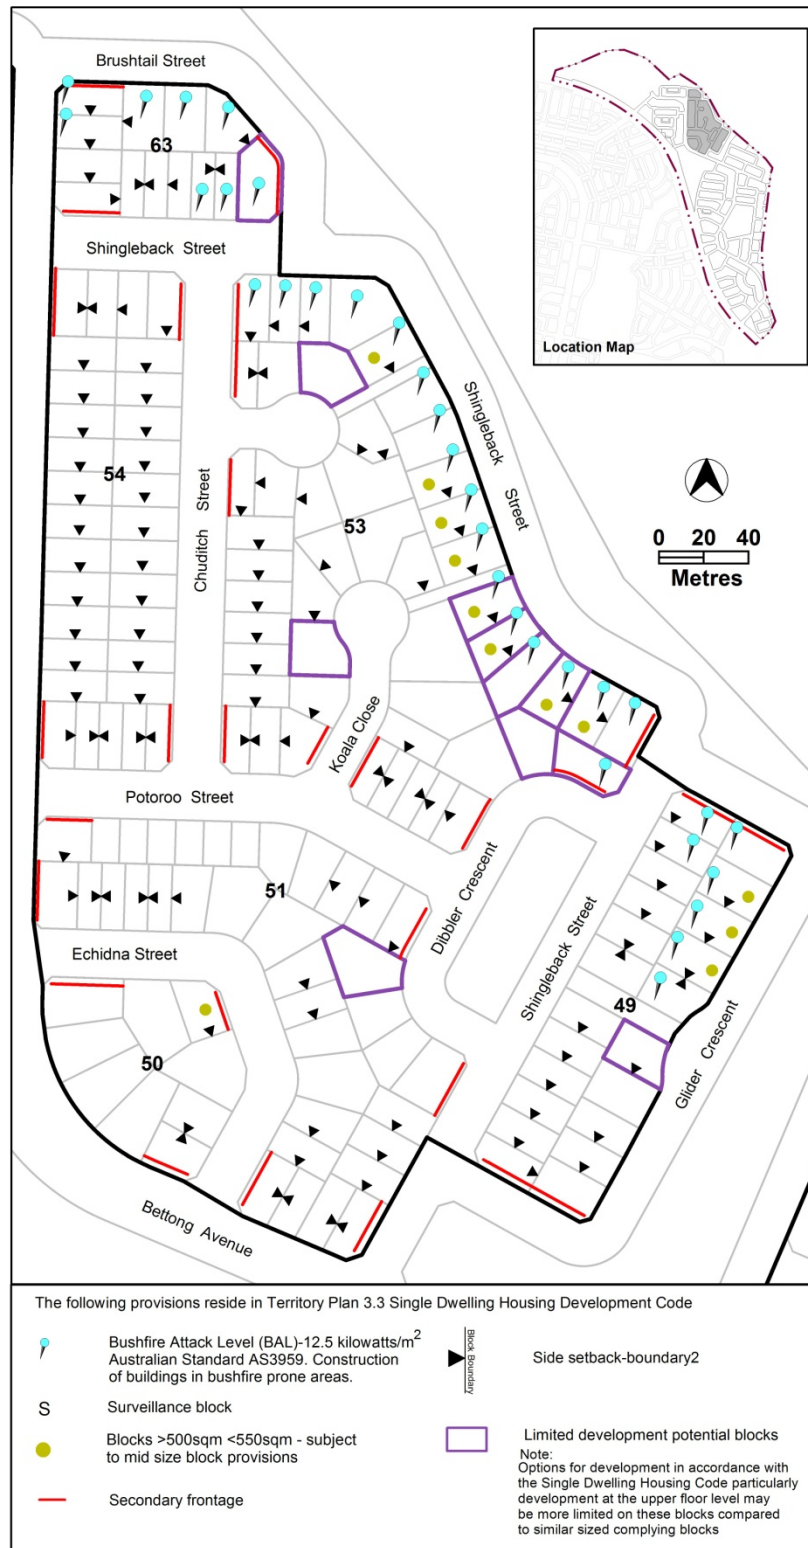 Brushtail Street
63
Shingleback Street
Location Map
Shingleback Street
54
Chuditch Street
53
0 20 40
Metres
Koala Close
Potoroo Street
51
Dibbler Crescent
Echidna Street
Shingleback Street
49
Glider Crescent
50
Bettong Avenue
The following provisions reside in Territory Plan 3.3 Single Dwelling Housing Development Code
Bushfire Attack Level (BAL)-12.5 kilowatts/m2
Australian Standard AS3959. Construction
of buildings in bushfire prone areas.
Block Boundary
Side setback-boundary2
S
Surveillance block
Blocks >500sqm <550sqm - subject
to mid size block provisions
Secondary frontage
Limited development potential blocks
Note:
Options for development in accordance with
the Single Dwelling Housing Code particularly
development at the upper floor level may
be more limited on these blocks compared
to similar sized complying blocks